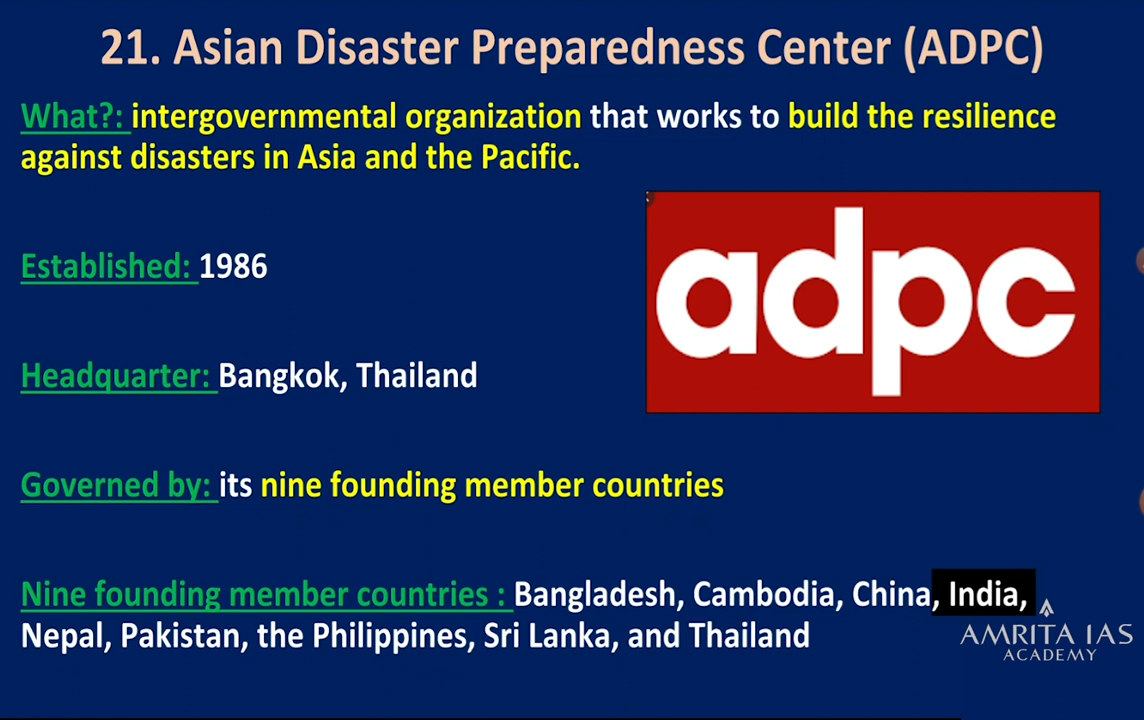 21. Asian Disaster Preparedness Center (ADPC)
What?: intergovernmental organization that works to build the resilience
against disasters in Asia and the Pacific.
Established: 1986
adpc
Headquarter: Bangkok, Thailand
Governed by: its nine founding member countries
Nine founding member countries : Bangladesh, Cambodia, China, India,
Nepal, Pakistan, the Philippines, Sri Lanka, and Thailand
AMRITA IAS
ACADEMY